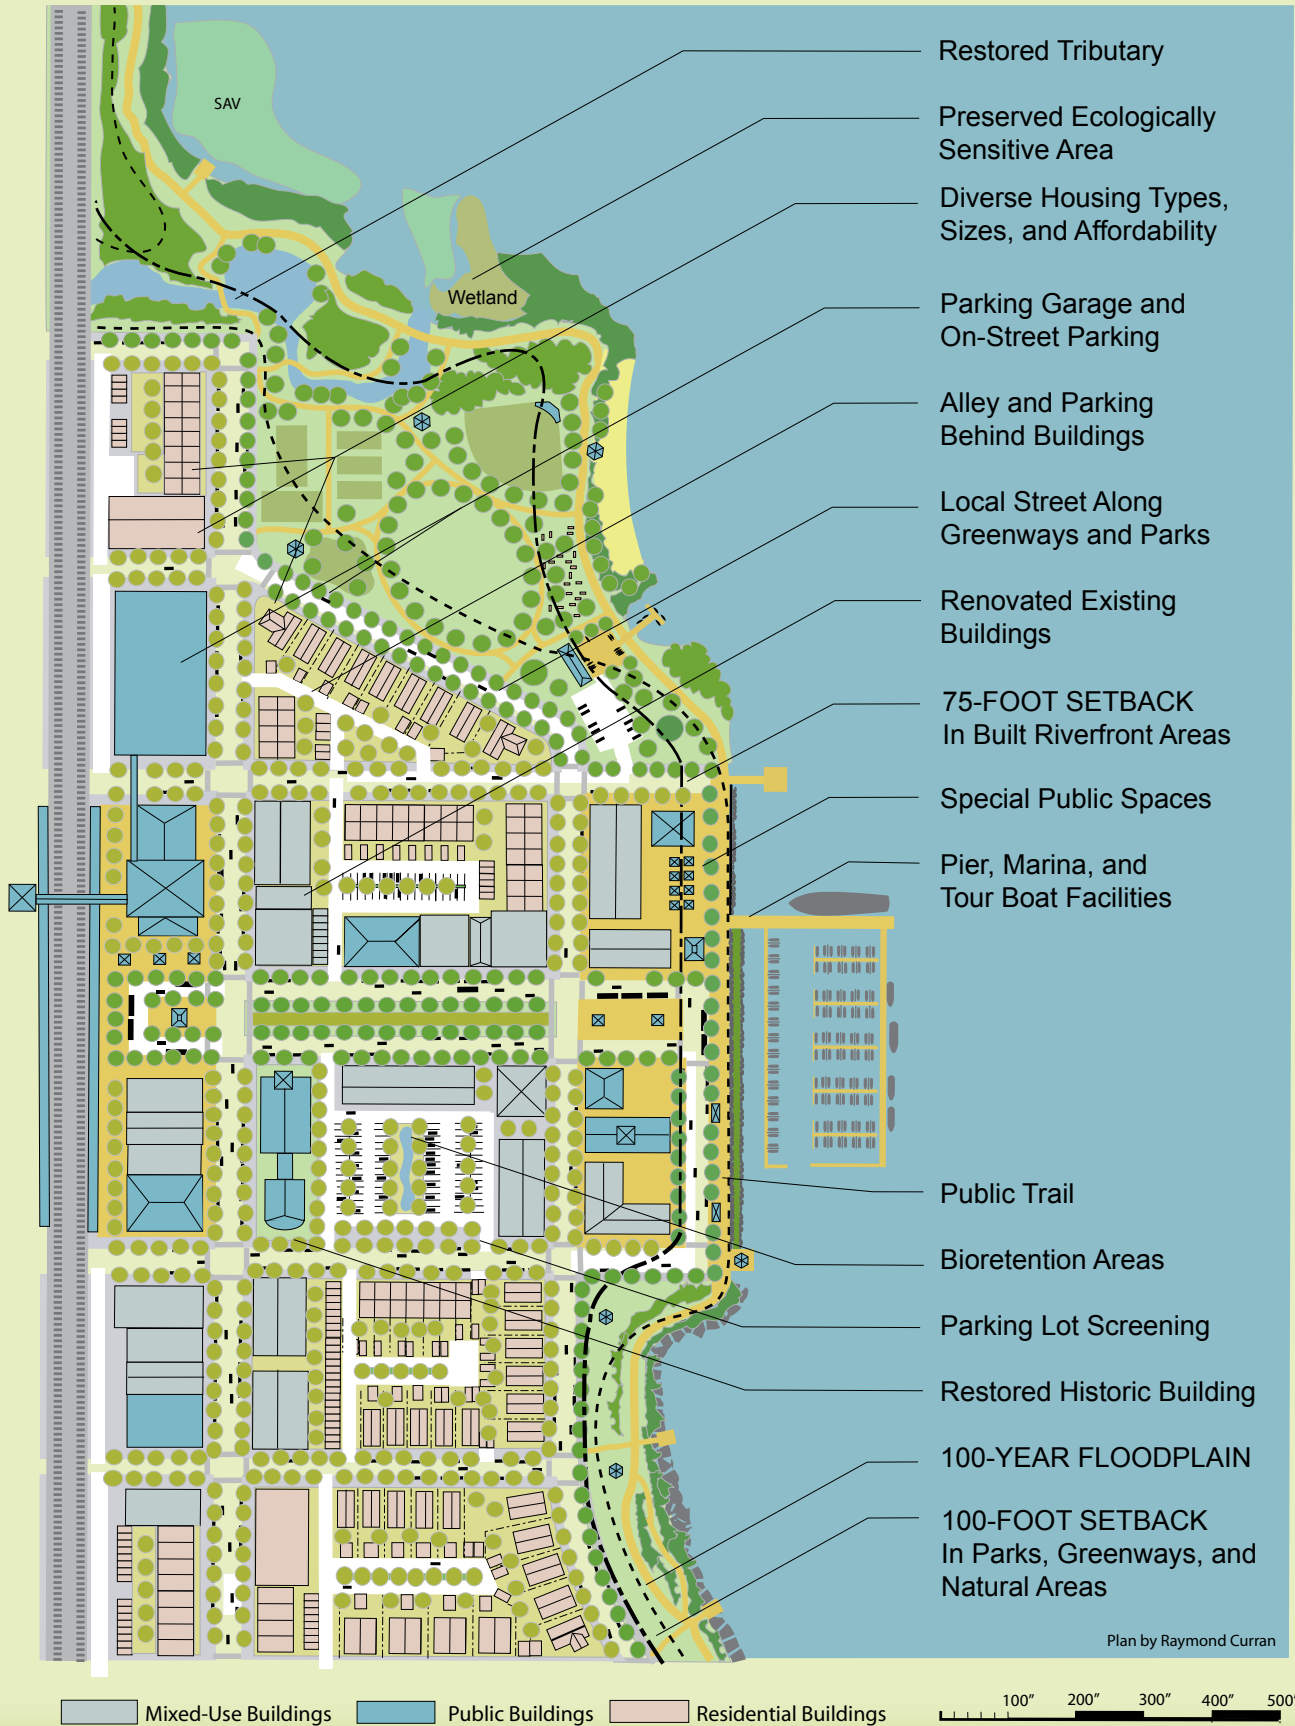 SAV
Wetland
Restored Tributary
Preserved Ecologically
Sensitive Area
Diverse Housing Types,
Sizes, and Affordability
Parking Garage and
On-Street Parking
Alley and Parking
Behind Buildings
Local Street Along
Greenways and Parks
Renovated Existing
Buildings
75-FOOT SETBACK
In Built Riverfront Areas
Special Public Spaces
Pier, Marina, and
Tour Boat Facilities
Public Trail
Bioretention Areas
Parking Lot Screening
Restored Historic Building
100-YEAR FLOODPLAIN
100-FOOT SETBACK
In Parks, Greenways, and
Natural Areas
Plan by Raymond Curran
Mixed-Use Buildings Public Buildings Residential Buildings
100” 200” 300” 400” 500”